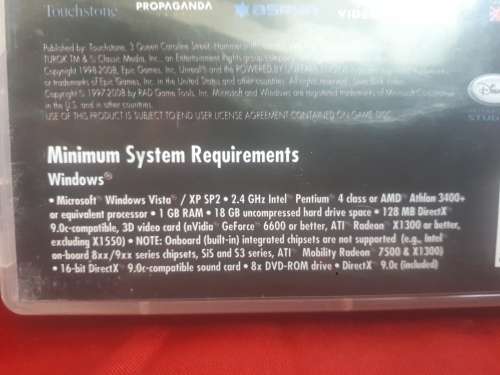 Touchstone PROPAGANDA
Published by: Touchstone, 3 Queen Caroline Street, Hammersmith
TUROK TM & © Classic Media, Inc., an Entertainment Rights group company
Copyright 1998-2008, Epic Games, Inc. Unreal® and the POWERED BY UNREAL
or trademarks of Epic Games, Inc. in the United States and other countries. All rights reserved.
Copyright © 1997-2008 by RAD Game Tools, Inc. Microsoft and Windows are registered trademarks of Microsoft Corporation
in the U.S. and in other countries.
USE OF THIS PRODUCT IS SUBJECT TO END USER LICENSE AGREEMENT CONTAINED ON GAME DISC.
Disney
STUD
Minimum System Requirements
Windows®
• Microsoft® Windows Vista™ / XP SP2 • 2.4 GHz Intel® Pentium® 4 class or AMD® Athlon 3400+
or equivalent processor • 1 GB RAM • 18 GB uncompressed hard drive space • 128 MB DirectX®
9.0c-compatible, 3D video card (nVidia® GeForce® 6600 or better, ATI® Radeon® X1300 or better,
excluding X1550) • NOTE: Onboard (built-in) integrated chipsets are not supported (e.g., Intel
on-board 8xx/9xx series chipsets, SiS and S3 series, ATI® Mobility Radeon® 7500 & X1300)
• 16-bit DirectX® 9.0c-compatible sound card • 8x DVD-ROM drive • DirectX® 9.0c (included)